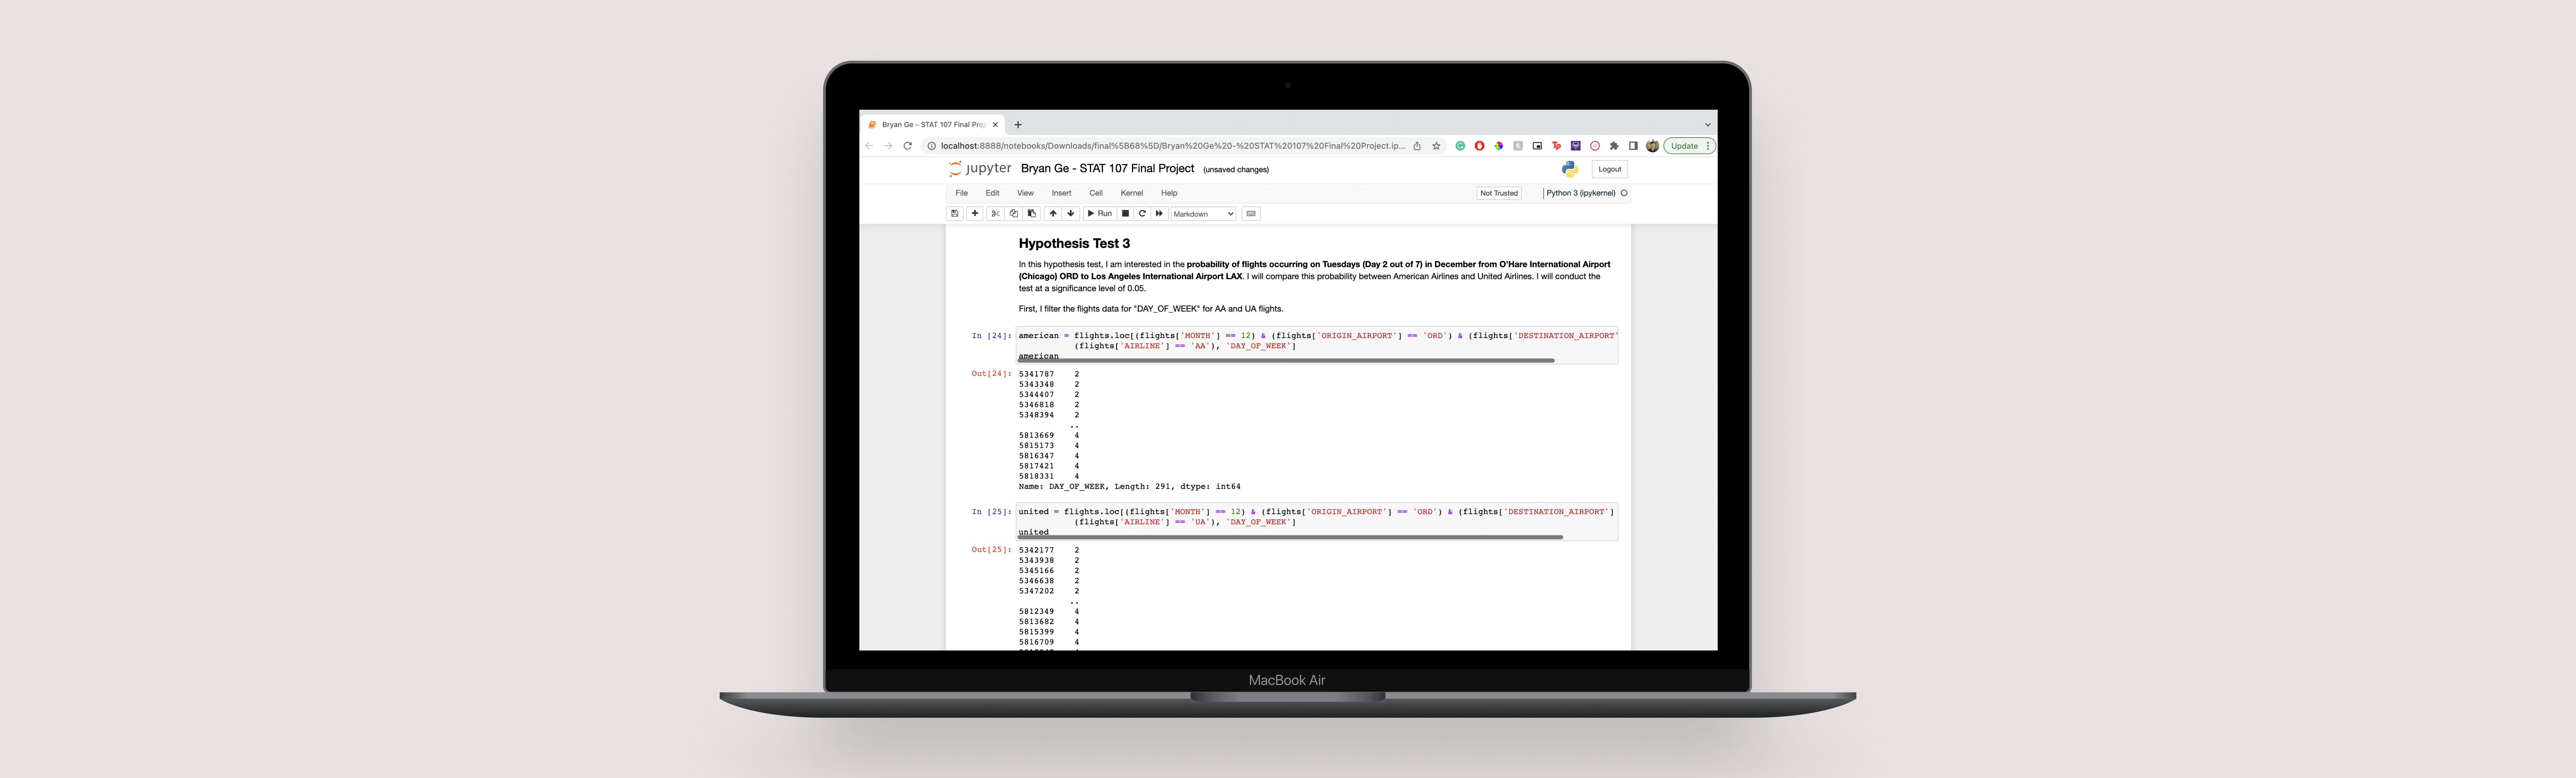 Bryan Ge - STAT 107 Final Proj
localhost:8888/notebooks/Downloads/final%5B68%5D/Bryan%20Ge%20-%20STAT%20107%20Final%20Project.ip...
Update
jupyter Bryan Ge - STAT 107 Final Project (unsaved changes)
Logout
File Edit View Insert Cell Kernel Help
Not Trusted Python 3 (ipykernel)
Run Markdown
Hypothesis Test 3
In this hypothesis test, I am interested in the probability of flights occurring on Tuesdays (Day 2 out of 7) in December from O'Hare International Airport
(Chicago) ORD to Los Angeles International Airport LAX. I will compare this probability between American Airlines and United Airlines. I will conduct the
test at a significance level of 0.05.
First, I filter the flights data for "DAY_OF_WEEK" for AA and UA flights.
In [24]: american = flights.loc[(flights['MONTH'] == 12) & (flights['ORIGIN_AIRPORT'] == 'ORD') & (flights['DESTINATION_AIRPORT'
(flights['AIRLINE'] == 'AA'), 'DAY_OF_WEEK']
american
Out[24]: 5341787 2
5343348 2
5344407 2
5346818 2
5348394 2
..
5813669 4
5815173 4
5816347 4
5817421 4
5818331 4
Name: DAY_OF_WEEK, Length: 291, dtype: int64
In [25]: united = flights.loc[(flights['MONTH'] == 12) & (flights['ORIGIN_AIRPORT'] == 'ORD') & (flights['DESTINATION_AIRPORT']
(flights['AIRLINE'] == 'UA'), 'DAY_OF_WEEK']
united
Out[25]: 5342177 2
5343938 2
5345166 2
5346638 2
5347202 2
..
5812349 4
5813682 4
5815399 4
5816709 4
MacBook Air